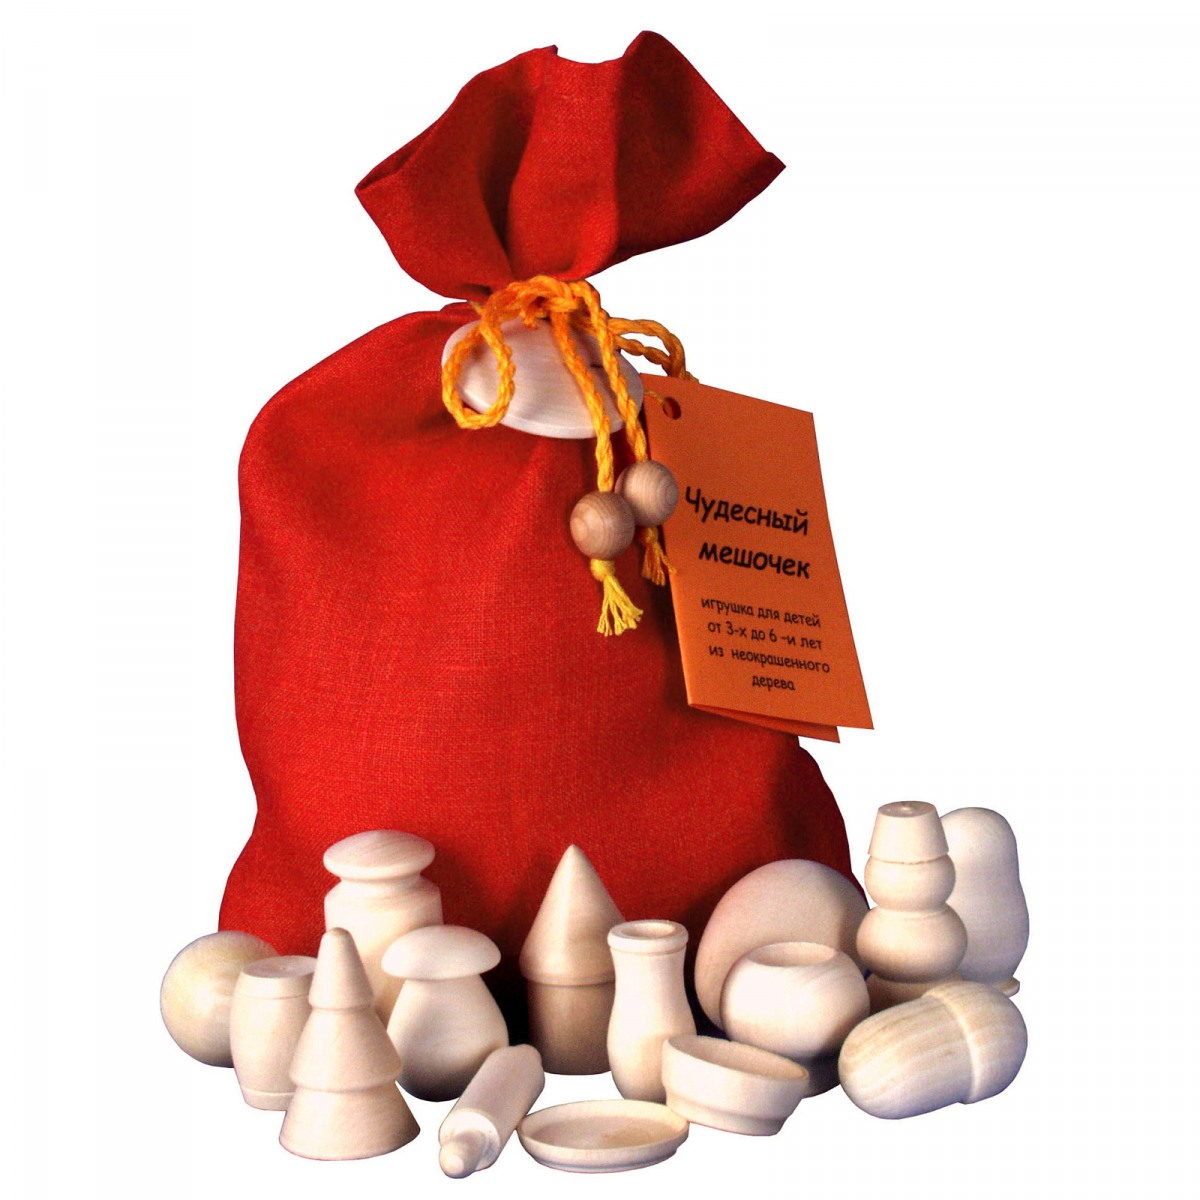 Чудесный
мешочек
игрушка для детей
от 3-х до 6 -и лет
из неокрашенного
дерева